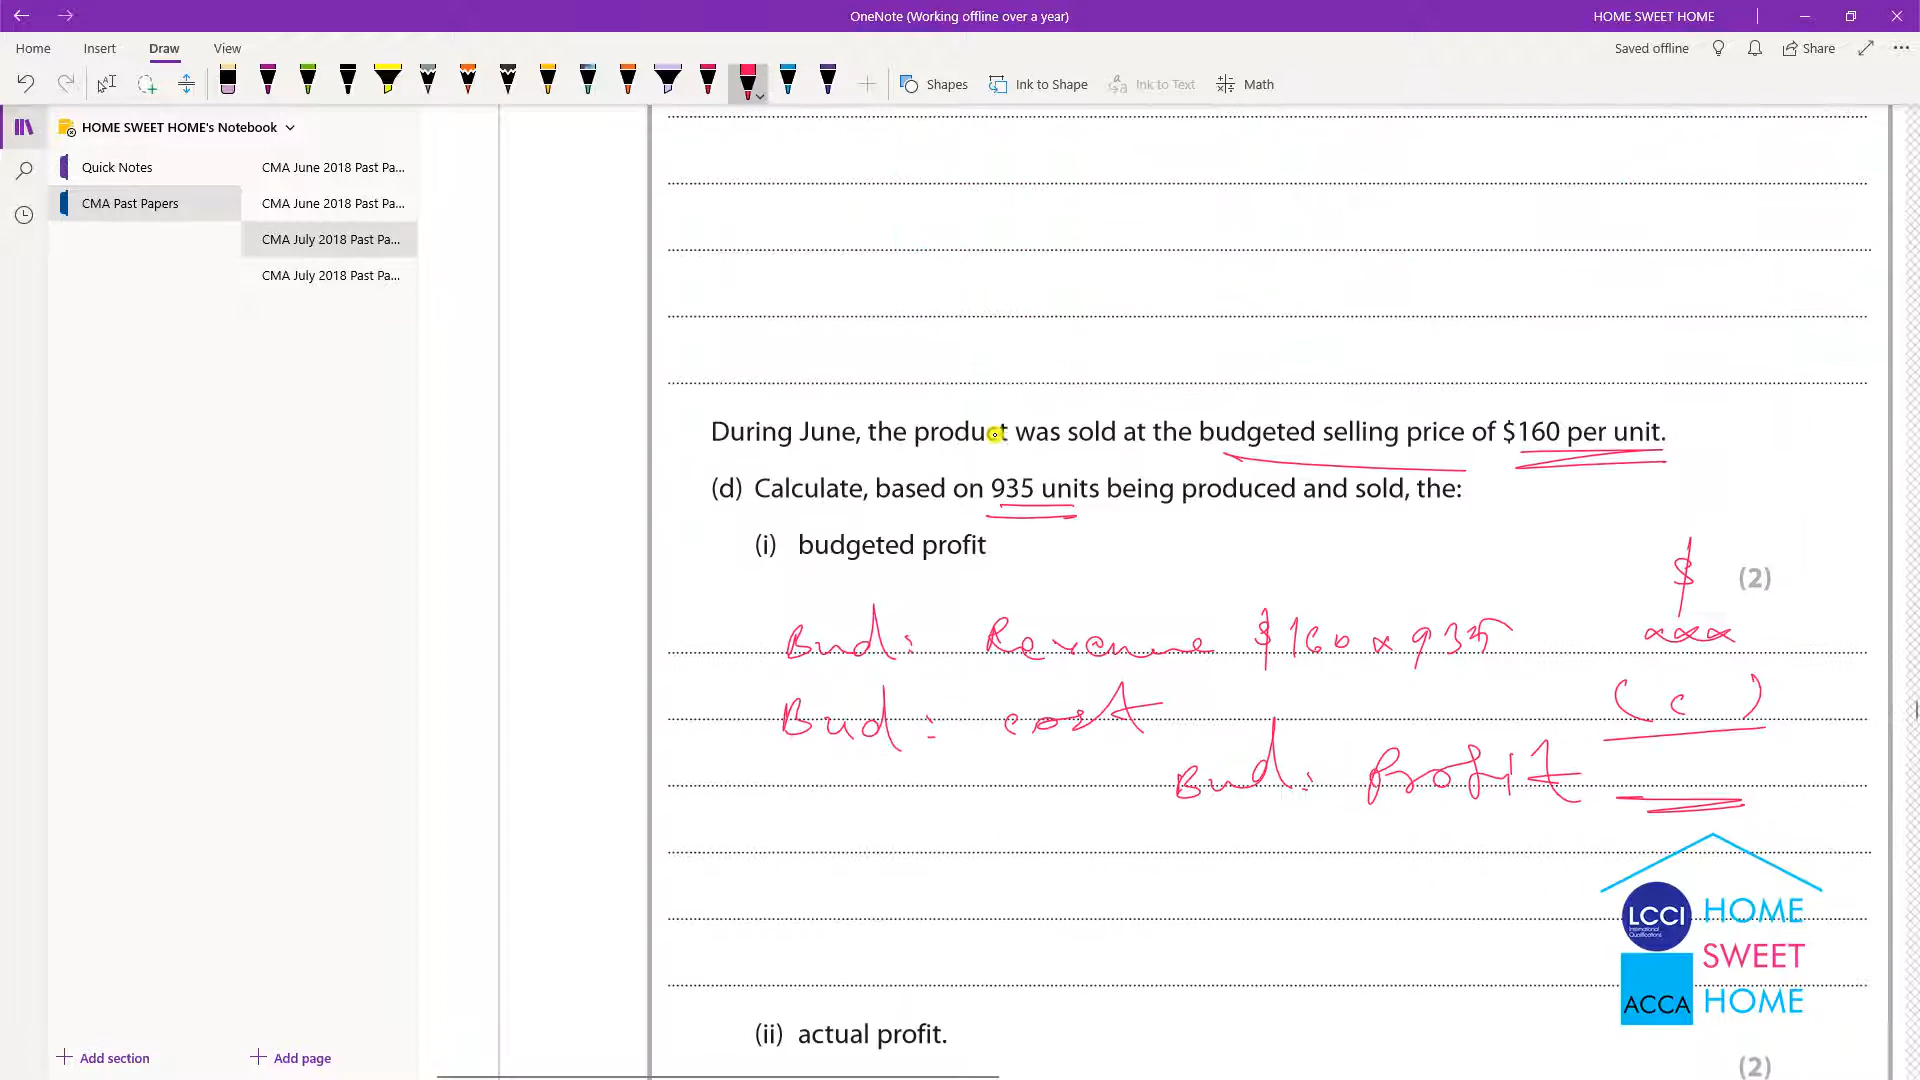 OneNote (Working offline over a year)
HOME SWEET HOME
Home Insert Draw View
Saved offline Share
Shapes Ink to Shape Ink to Text Math
HOME SWEET HOME's Notebook
Quick Notes
CMA Past Papers
CMA June 2018 Past Pa...
CMA June 2018 Past Pa...
CMA July 2018 Past Pa...
CMA July 2018 Past Pa...
During June, the product was sold at the budgeted selling price of $160 per unit.
(d) Calculate, based on 935 units being produced and sold, the:
(i) budgeted profit
$ (2)
Bud: Revenue $160 x 935 xxx
Bud: cost ( c )
Bud: Profit
LCCI
International Qualifications
HOME
SWEET
ACCA HOME
(ii) actual profit.
(2)
Add section Add page